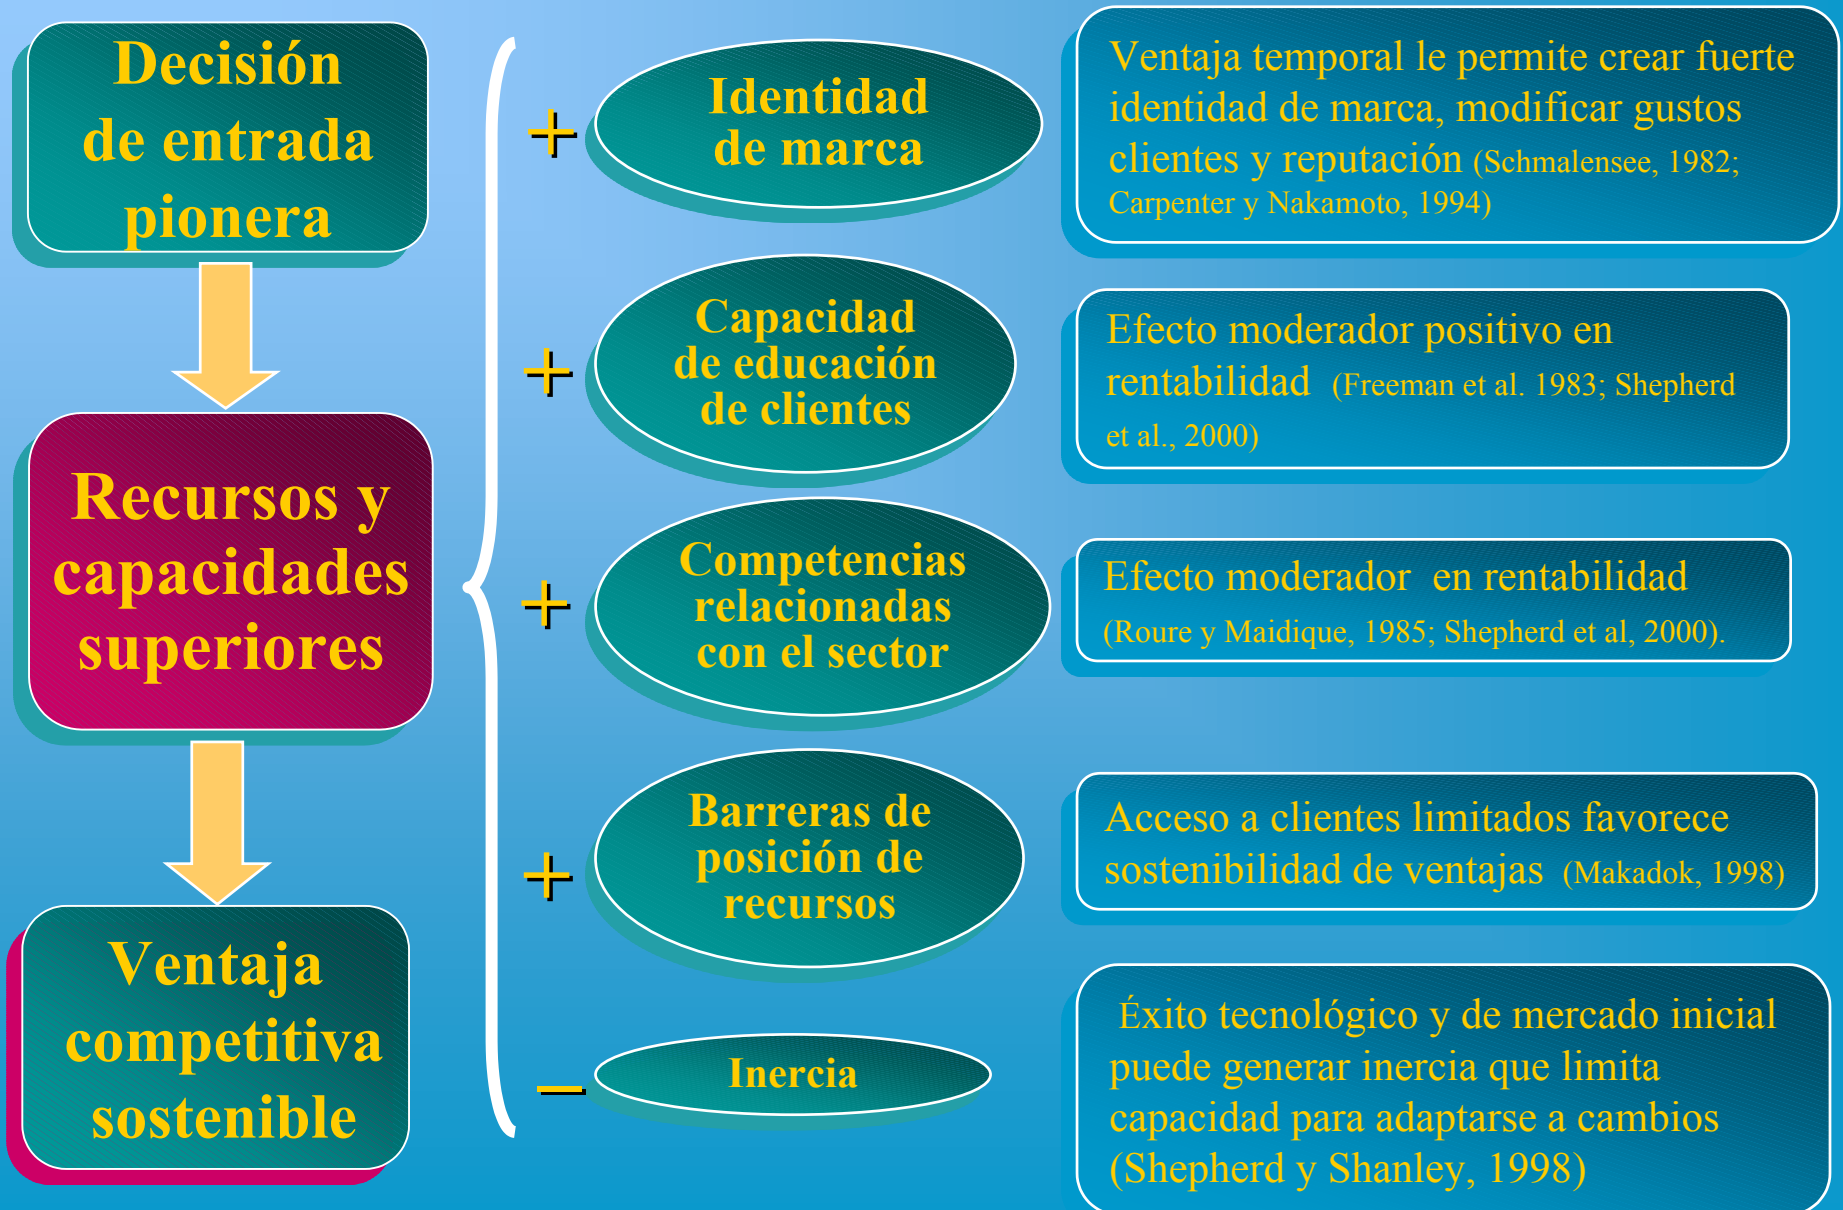 Decisión
de entrada
pionera
Recursos y
capacidades
superiores
Ventaja
competitiva
sostenible
+
Identidad
de marca
Ventaja temporal le permite crear fuerte
identidad de marca, modificar gustos
clientes y reputación (Schmalensee, 1982;
Carpenter y Nakamoto, 1994)
+
Capacidad
de educación
de clientes
Efecto moderador positivo en
rentabilidad (Freeman et al. 1983; Shepherd
et al., 2000)
+
Competencias
relacionadas
con el sector
Efecto moderador en rentabilidad
(Roure y Maidique, 1985; Shepherd et al, 2000).
+
Barreras de
posición de
recursos
Acceso a clientes limitados favorece
sostenibilidad de ventajas (Makadok, 1998)
–
Inercia
Éxito tecnológico y de mercado inicial
puede generar inercia que limita
capacidad para adaptarse a cambios
(Shepherd y Shanley, 1998)